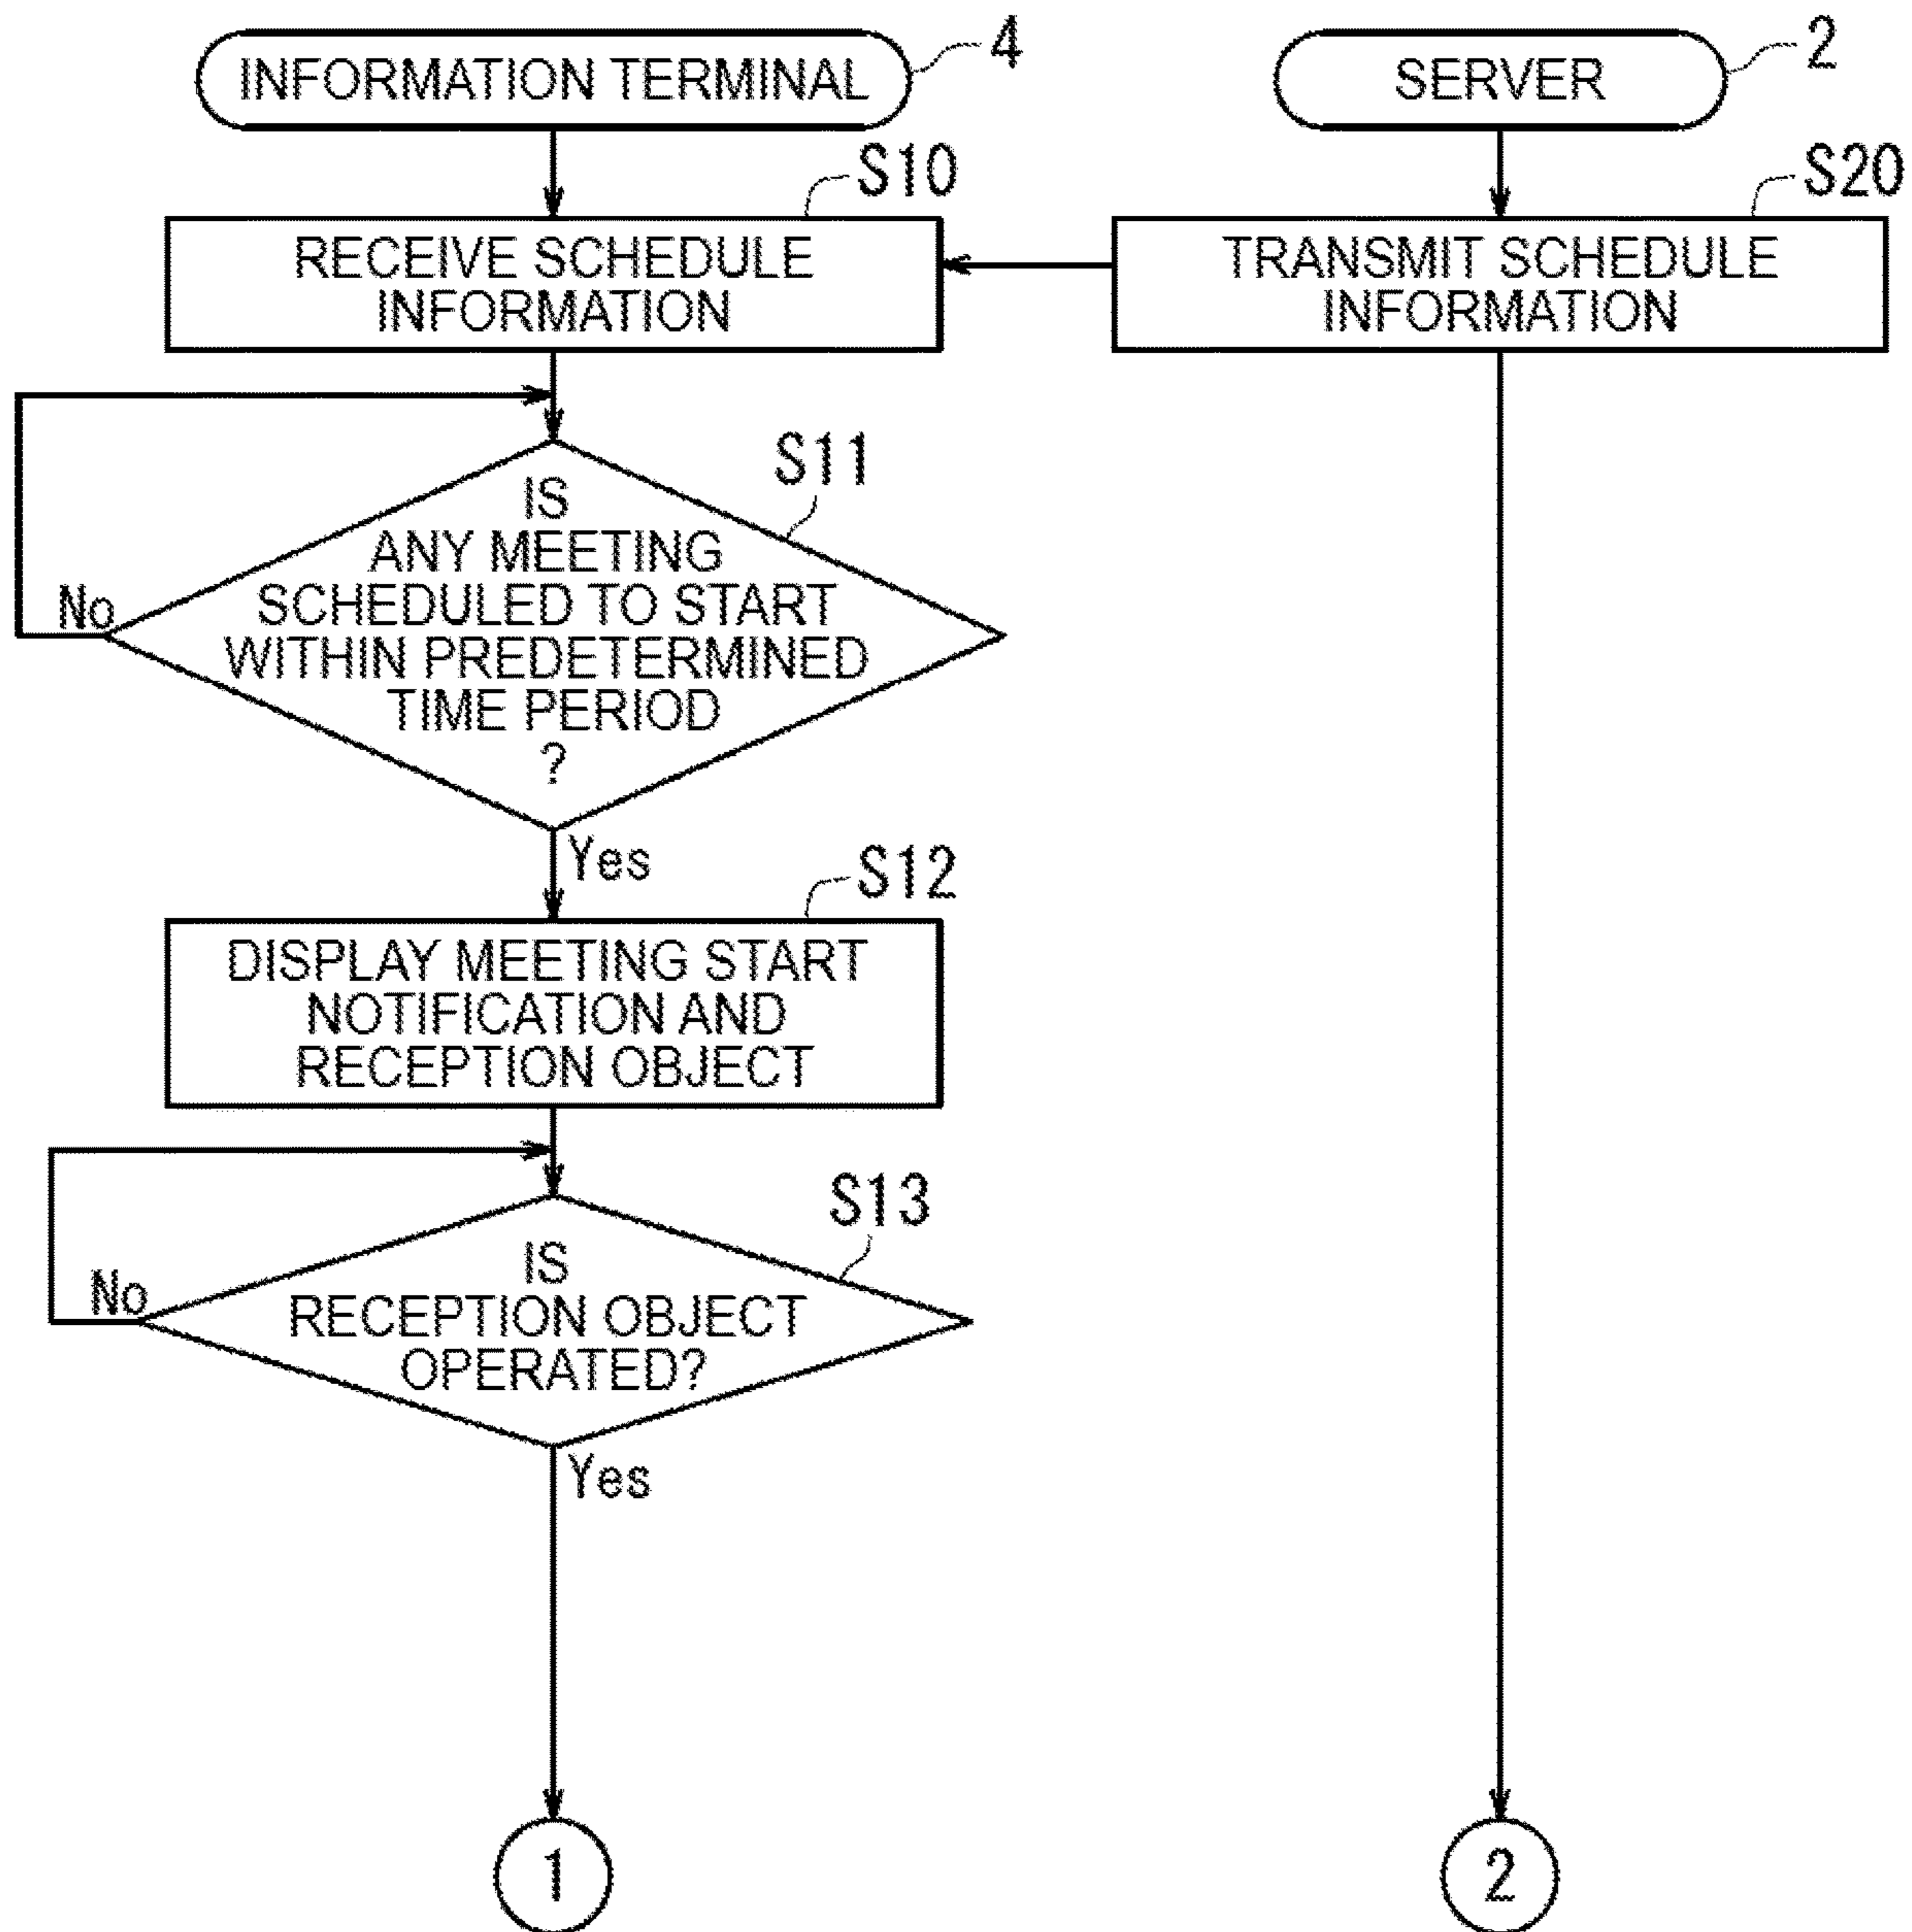 INFORMATION TERMINAL
4
SERVER
2
S10
RECEIVE SCHEDULE
INFORMATION
S20
TRANSMIT SCHEDULE
INFORMATION
S11
IS
ANY MEETING
SCHEDULED TO START
WITHIN PREDETERMINED
TIME PERIOD
?
No
Yes
S12
DISPLAY MEETING START
NOTIFICATION AND
RECEPTION OBJECT
S13
IS
RECEPTION OBJECT
OPERATED?
No
Yes
1
2